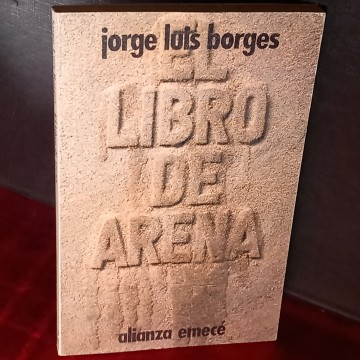 jorge luis borges
EL
LIBRO
DE
ARENA
alianza emecé